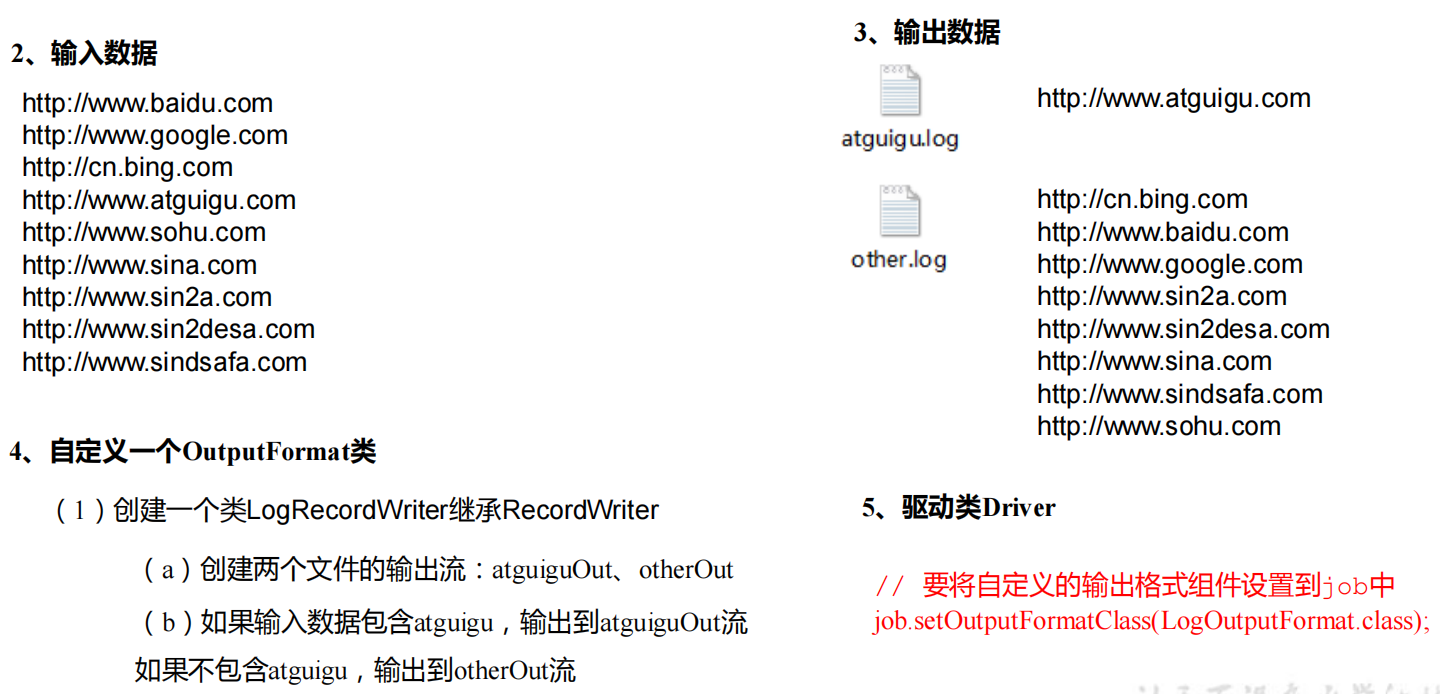 2、输入数据
http://www.baidu.com
http://www.google.com
http://cn.bing.com
http://www.atguigu.com
http://www.sohu.com
http://www.sina.com
http://www.sin2a.com
http://www.sin2desa.com
http://www.sindsafa.com
3、输出数据
atguigu.log
http://www.atguigu.com
other.log
http://cn.bing.com
http://www.baidu.com
http://www.google.com
http://www.sin2a.com
http://www.sin2desa.com
http://www.sina.com
http://www.sindsafa.com
http://www.sohu.com
4、自定义一个OutputFormat类
（1）创建一个类LogRecordWriter继承RecordWriter
（a）创建两个文件的输出流：atguiguOut、otherOut
（b）如果输入数据包含atguigu，输出到atguiguOut流
如果不包含atguigu，输出到otherOut流
5、驱动类Driver
// 要将自定义的输出格式组件设置到job中
job.setOutputFormatClass(LogOutputFormat.class);